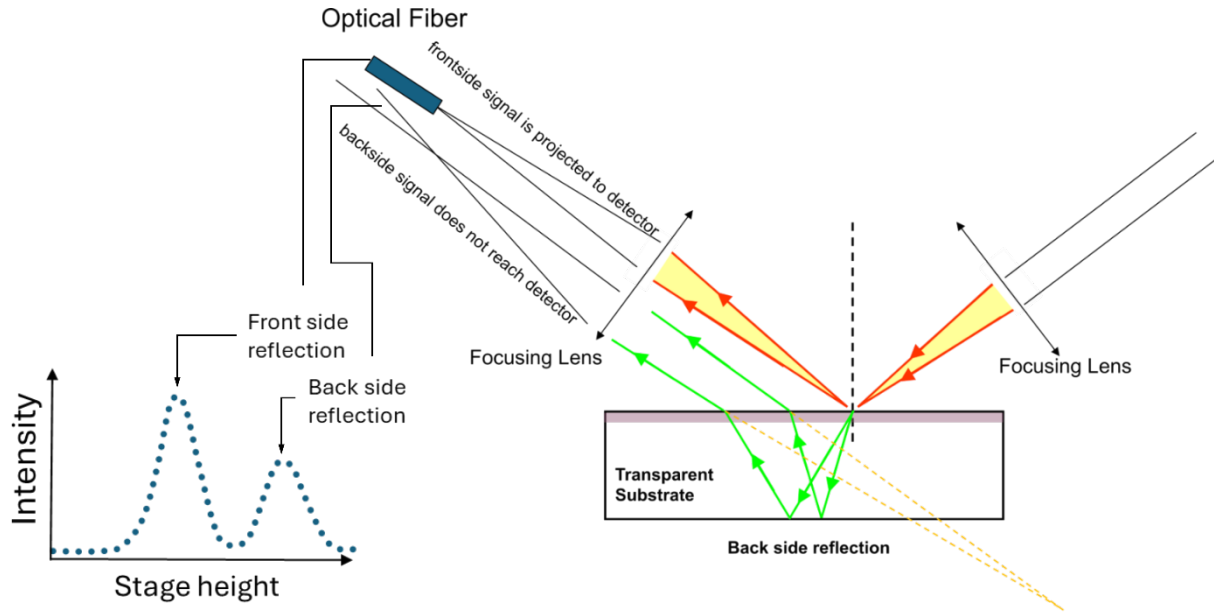 Optical Fiber
frontside signal is projected to detector
backside signal does not reach detector
Focusing Lens
Focusing Lens
Front side
reflection
Back side
reflection
Intensity
Stage height
Transparent
Substrate
Back side reflection